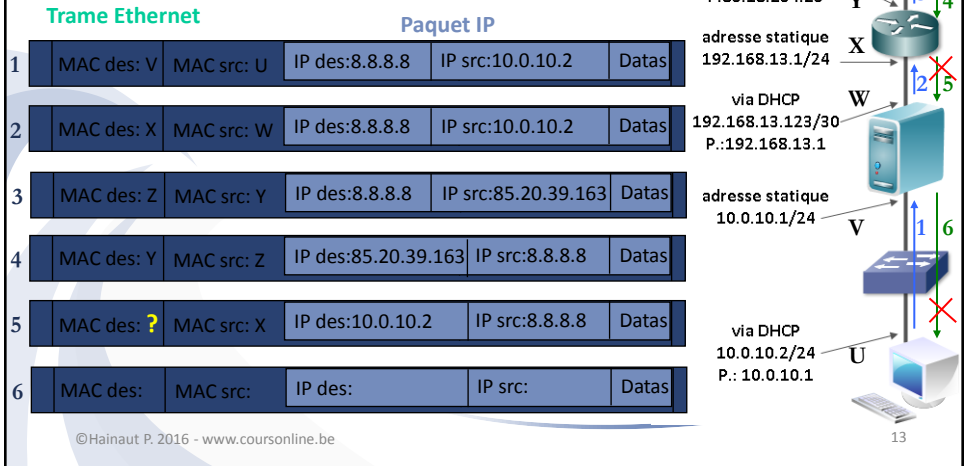 Trame Ethernet
Paquet IP
1 MAC des: V MAC src: U IP des:8.8.8.8 IP src:10.0.10.2 Datas
2 MAC des: X MAC src: W IP des:8.8.8.8 IP src:10.0.10.2 Datas
3 MAC des: Z MAC src: Y IP des:8.8.8.8 IP src:85.20.39.163 Datas
4 MAC des: Y MAC src: Z IP des:85.20.39.163 IP src:8.8.8.8 Datas
5 MAC des: ? MAC src: X IP des:10.0.10.2 IP src:8.8.8.8 Datas
6 MAC des: MAC src: IP des: IP src: Datas
Y
4
adresse statique
192.168.13.1/24
X
2
5
via DHCP
192.168.13.123/30
P.:192.168.13.1
W
adresse statique
10.0.10.1/24
V
1
6
via DHCP
10.0.10.2/24
P.: 10.0.10.1
U
©Hainaut P. 2016 - www.coursonline.be
13